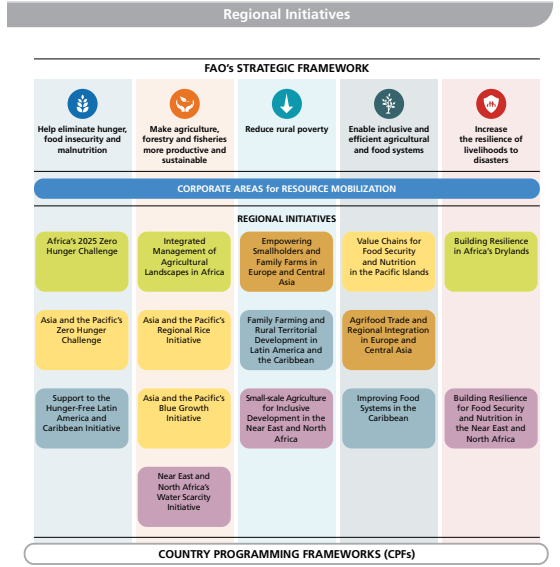 Regional Initiatives
FAO's STRATEGIC FRAMEWORK
Help eliminate hunger,
food insecurity and
malnutrition
Make agriculture,
forestry and fisheries
more productive and
sustainable
Reduce rural poverty
Enable inclusive and
efficient agricultural
and food systems
Increase
the resilience of
livelihoods to
disasters
CORPORATE AREAS for RESOURCE MOBILIZATION
REGIONAL INITIATIVES
Africa's 2025 Zero
Hunger Challenge
Integrated
Management of
Agricultural
Landscapes in Africa
Empowering
Smallholders and
Family Farms in
Europe and Central
Asia
Value Chains for
Food Security
and Nutrition
in the Pacific Islands
Building Resilience
in Africa's Drylands
Asia and the Pacific's
Zero Hunger
Challenge
Asia and the Pacific's
Regional Rice
Initiative
Family Farming and
Rural Territorial
Development in
Latin America and
the Caribbean
Agrifood Trade and
Regional Integration
in Europe and
Central Asia
Support to the
Hunger-Free Latin
America and
Caribbean Initiative
Asia and the Pacific's
Blue Growth
Initiative
Small-scale Agriculture
for Inclusive
Development in the
Near East and North
Africa
Improving Food
Systems in the
Caribbean
Building Resilience
for Food Security
and Nutrition in
the Near East and
North Africa
Near East and
North Africa's
Water Scarcity
Initiative
COUNTRY PROGRAMMING FRAMEWORKS (CPFs)